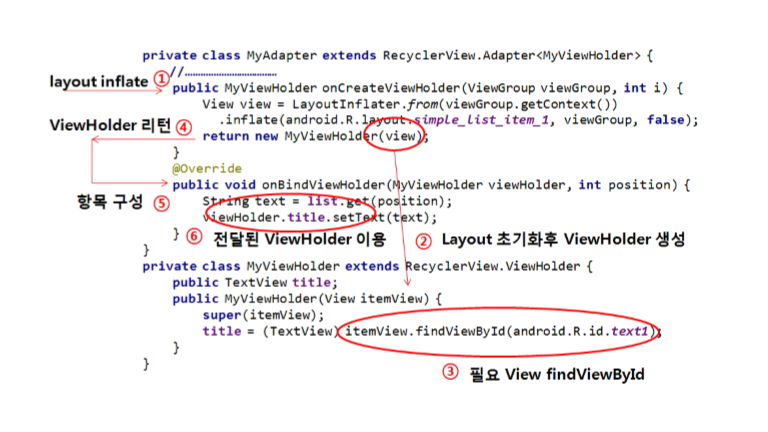 private class MyAdapter extends RecyclerView.Adapter<MyViewHolder> {
//......................................
layout inflate ①
public MyViewHolder onCreateViewHolder(ViewGroup viewGroup, int i) {
View view = LayoutInflater.from(viewGroup.getContext())
.inflate(android.R.layout.simple_list_item_1, viewGroup, false);
ViewHolder 리턴 ④
return new MyViewHolder(view);
}
@Override
public void onBindViewHolder(MyViewHolder viewHolder, int position) {
항목 구성 ⑤
String text = list.get(position);
viewHolder.title.setText(text);
} ⑥ 전달된 ViewHolder 이용
② Layout 초기화후 ViewHolder 생성
}
private class MyViewHolder extends RecyclerView.ViewHolder {
public TextView title;
public MyViewHolder(View itemView) {
super(itemView);
title = (TextView) itemView.findViewById(android.R.id.text1);
}
}
③ 필요 View findViewById